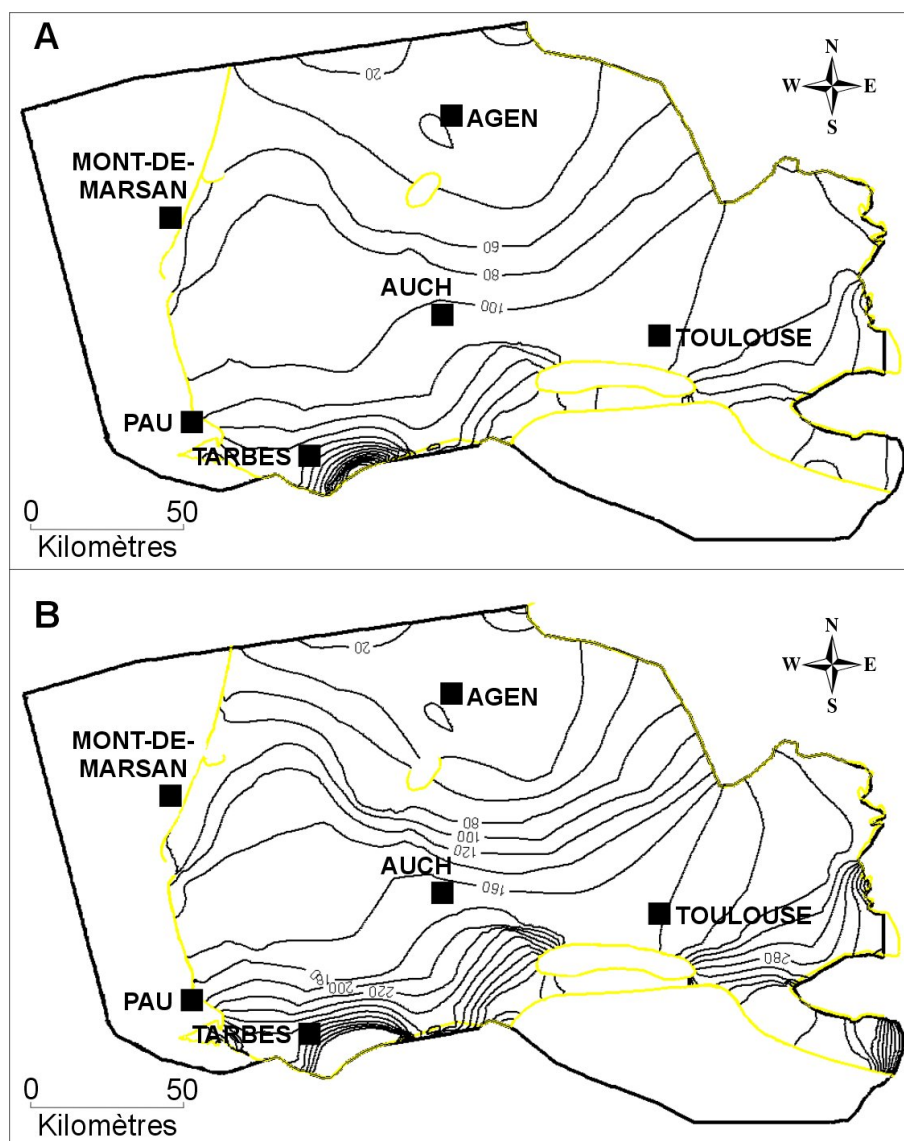 A
N
W E
S
20
AGEN
MONT-DE-
MARSAN
60
80
AUCH
100
TOULOUSE
PAU
TARBES
0 50
Kilomètres
B
N
W E
S
20
AGEN
MONT-DE-
MARSAN
80
100
120
AUCH
160
TOULOUSE
18
200
220
280
PAU
TARBES
0 50
Kilomètres